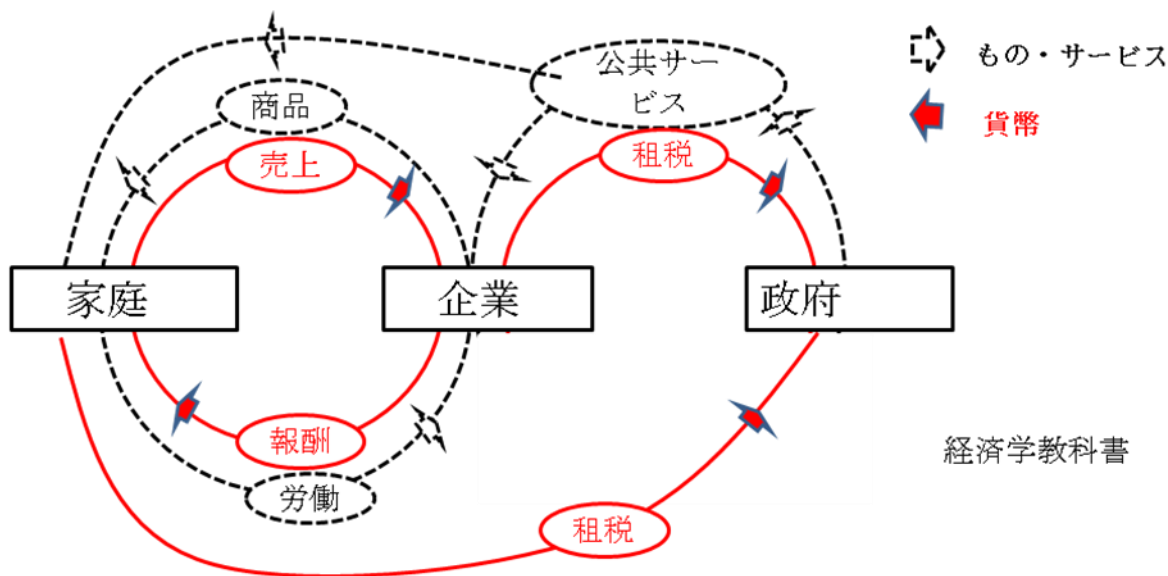 公共サー
ビス
もの・サービス
商品
貨幣
売上
租税
家庭
企業
政府
報酬
経済学教科書
労働
租税